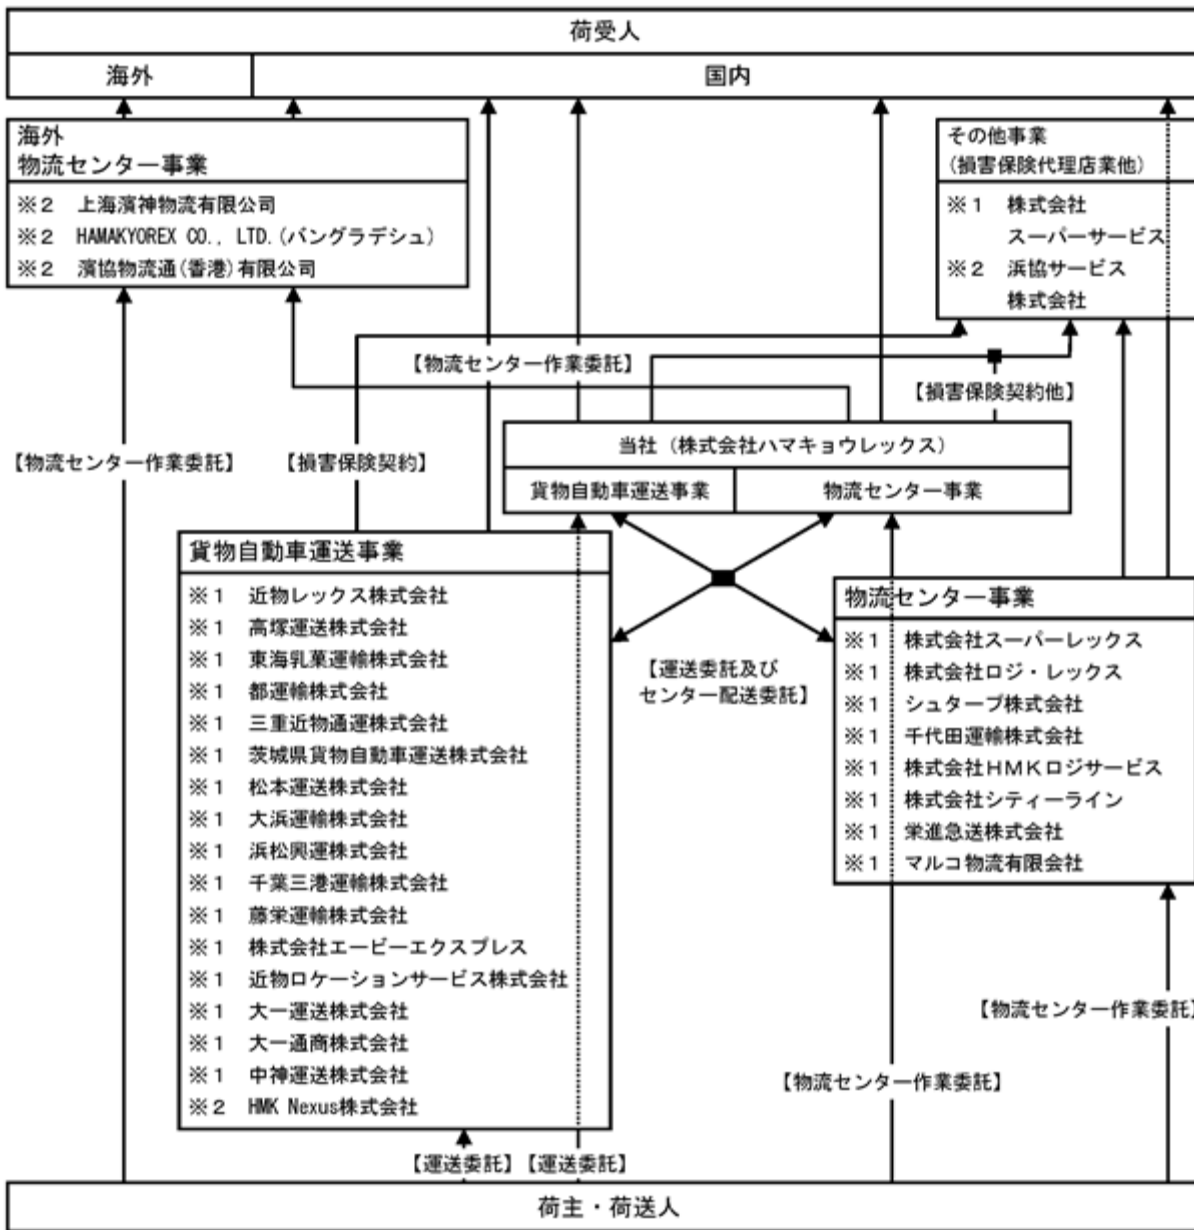 荷受人
海外
国内
海外
物流センター事業
※2 上海濱神物流有限公司
※2 HAMAKYOREX CO., LTD.(バングラデシュ)
※2 濱協物流通(香港)有限公司
その他事業
(損害保険代理店業他)
※1 株式会社
スーパーサービス
※2 浜協サービス
株式会社
【物流センター作業委託】
【損害保険契約他】
【物流センター作業委託】
【損害保険契約】
当社(株式会社ハマキョウレックス)
貨物自動車運送事業
物流センター事業
貨物自動車運送事業
※1 近物レックス株式会社
※1 高塚運送株式会社
※1 東海乳菓運輸株式会社
※1 都運輸株式会社
※1 三重近物通運株式会社
※1 茨城県貨物自動車運送株式会社
※1 松本運送株式会社
※1 大浜運輸株式会社
※1 浜松興運株式会社
※1 千葉三港運輸株式会社
※1 藤栄運輸株式会社
※1 株式会社エービーエクスプレス
※1 近物ロケーションサービス株式会社
※1 大一運送株式会社
※1 大一通商株式会社
※1 中神運送株式会社
※2 HMK Nexus株式会社
【運送委託及び
センター配送委託】
物流センター事業
※1 株式会社スーパーレックス
※1 株式会社ロジ・レックス
※1 シュタープ株式会社
※1 千代田運輸株式会社
※1 株式会社HMKロジサービス
※1 株式会社シティーライン
※1 栄進急送株式会社
※1 マルコ物流有限会社
【物流センター作業委託】
【物流センター作業委託】
【運送委託】
【運送委託】
荷主・荷送人